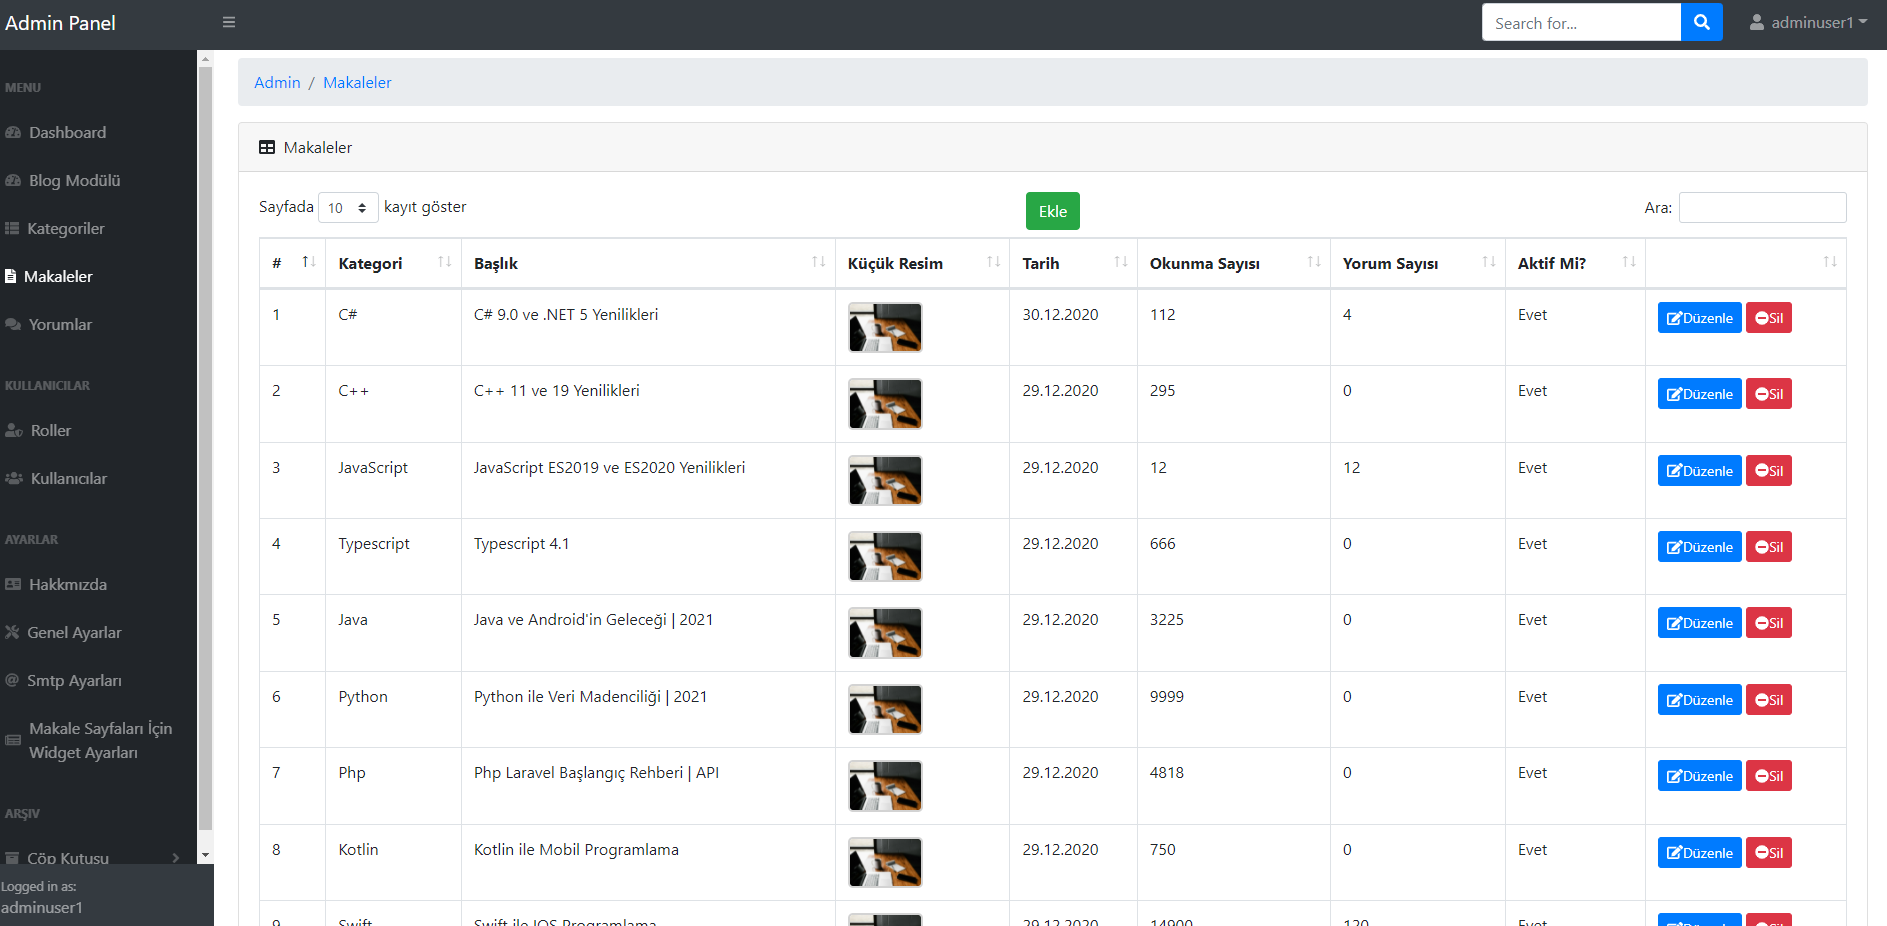 Admin Panel
Search for...
adminuser1
MENU
Dashboard
Blog Modülü
Kategoriler
Makaleler
Yorumlar
KULLANICILAR
Roller
Kullanıcılar
AYARLAR
Hakkmızda
Genel Ayarlar
Smtp Ayarları
Makale Sayfaları İçin
Widget Ayarları
ARŞIV
Çöp Kutusu
Logged in as:
adminuser1
Admin / Makaleler
Makaleler
Sayfada 10 kayıt göster
Ekle
Ara:
# Kategori Başlık Küçük Resim Tarih Okunma Sayısı Yorum Sayısı Aktif Mi?
1 C# C# 9.0 ve .NET 5 Yenilikleri 30.12.2020 112 4 Evet Düzenle Sil
2 C++ C++ 11 ve 19 Yenilikleri 29.12.2020 295 0 Evet Düzenle Sil
3 JavaScript JavaScript ES2019 ve ES2020 Yenilikleri 29.12.2020 12 12 Evet Düzenle Sil
4 Typescript Typescript 4.1 29.12.2020 666 0 Evet Düzenle Sil
5 Java Java ve Android'in Geleceği | 2021 29.12.2020 3225 0 Evet Düzenle Sil
6 Python Python ile Veri Madenciliği | 2021 29.12.2020 9999 0 Evet Düzenle Sil
7 Php Php Laravel Başlangıç Rehberi | API 29.12.2020 4818 0 Evet Düzenle Sil
8 Kotlin Kotlin ile Mobil Programlama 29.12.2020 750 0 Evet Düzenle Sil
9 Swift Swift ile IOS Programlama 29.12.2020 14900 120 Evet Düzenle Sil